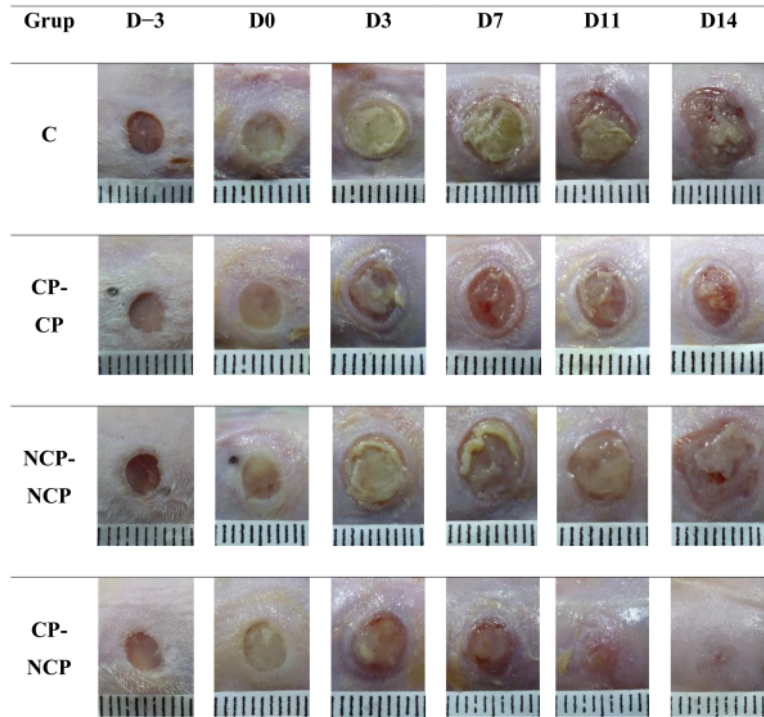 Grup D−3 D0 D3 D7 D11 D14
C
CP-
CP
NCP-
NCP
CP-
NCP